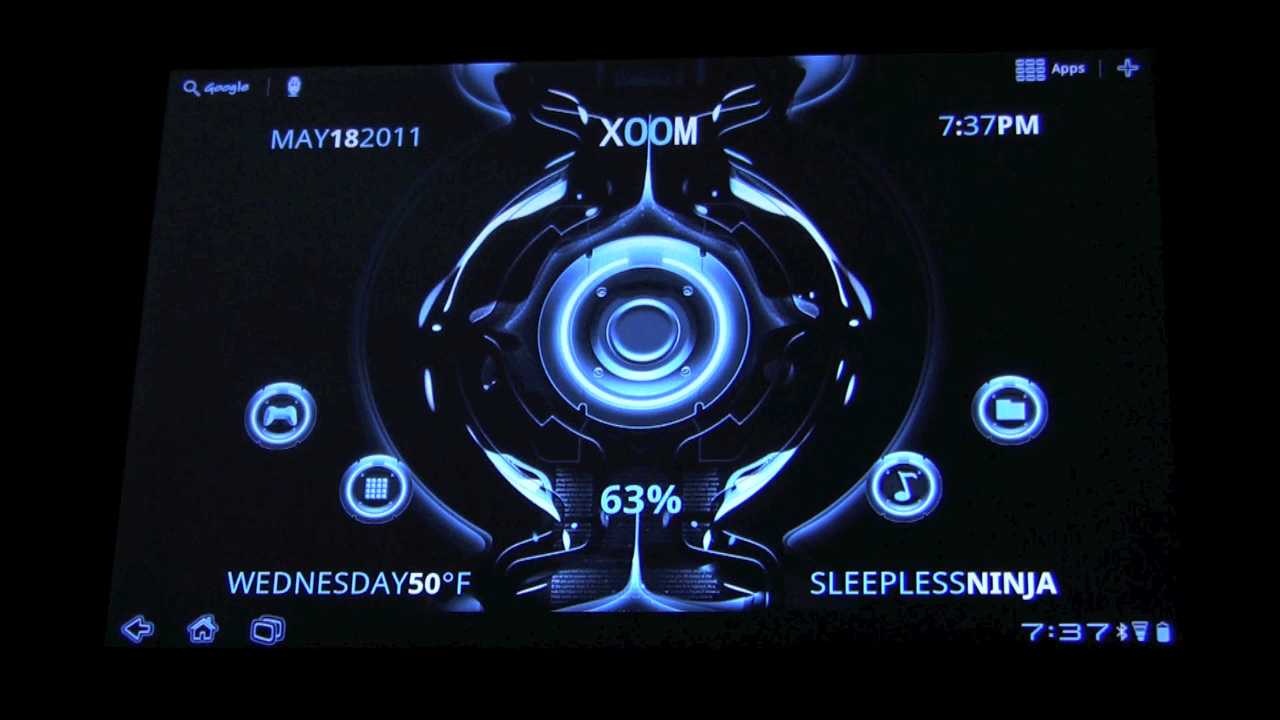 Google
Apps
MAY182011
XOOM
7:37PM
63%
WEDNESDAY50°F
SLEEPLESSNINJA
7:37